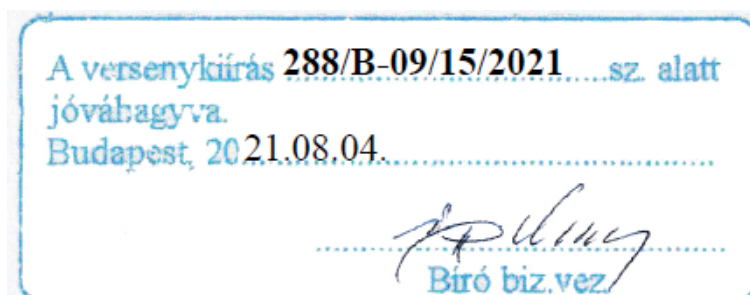 A versenykiírás 288/B-09/15/2021.....sz. alatt
jóváhagyva.
Budapest, 2021.08.04.
Bíró biz.vez.